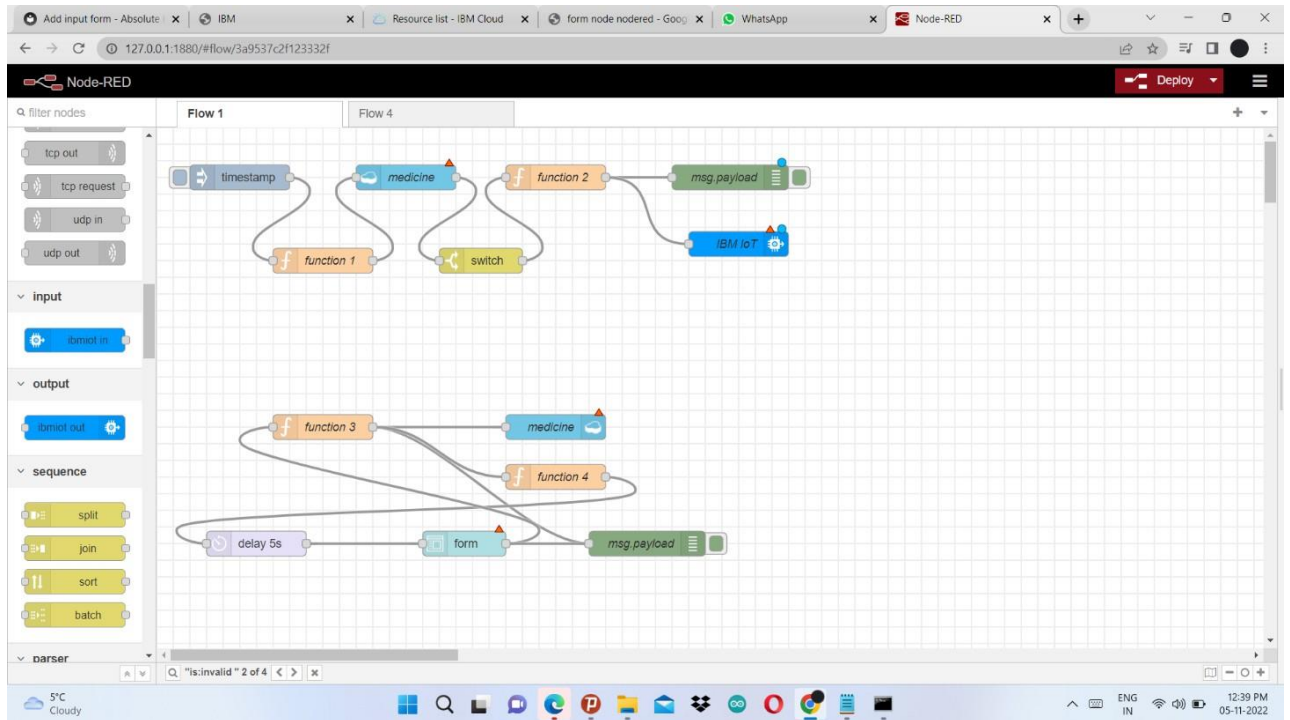 Add input form - Absolute
IBM
Resource list - IBM Cloud
form node nodered - Goog
WhatsApp
Node-RED
127.0.0.1:1880/#flow/3a9537c2f123332f
Node-RED
Deploy
filter nodes
Flow 1
Flow 4
tcp out
tcp request
udp in
udp out
input
ibmiot in
output
ibmiot out
sequence
split
join
sort
batch
parser
timestamp
medicine
function 2
msg.payload
IBM IoT
function 1
switch
function 3
medicine
function 4
delay 5s
form
msg.payload
"is:invalid " 2 of 4
5°C
Cloudy
ENG
IN
12:39 PM
05-11-2022